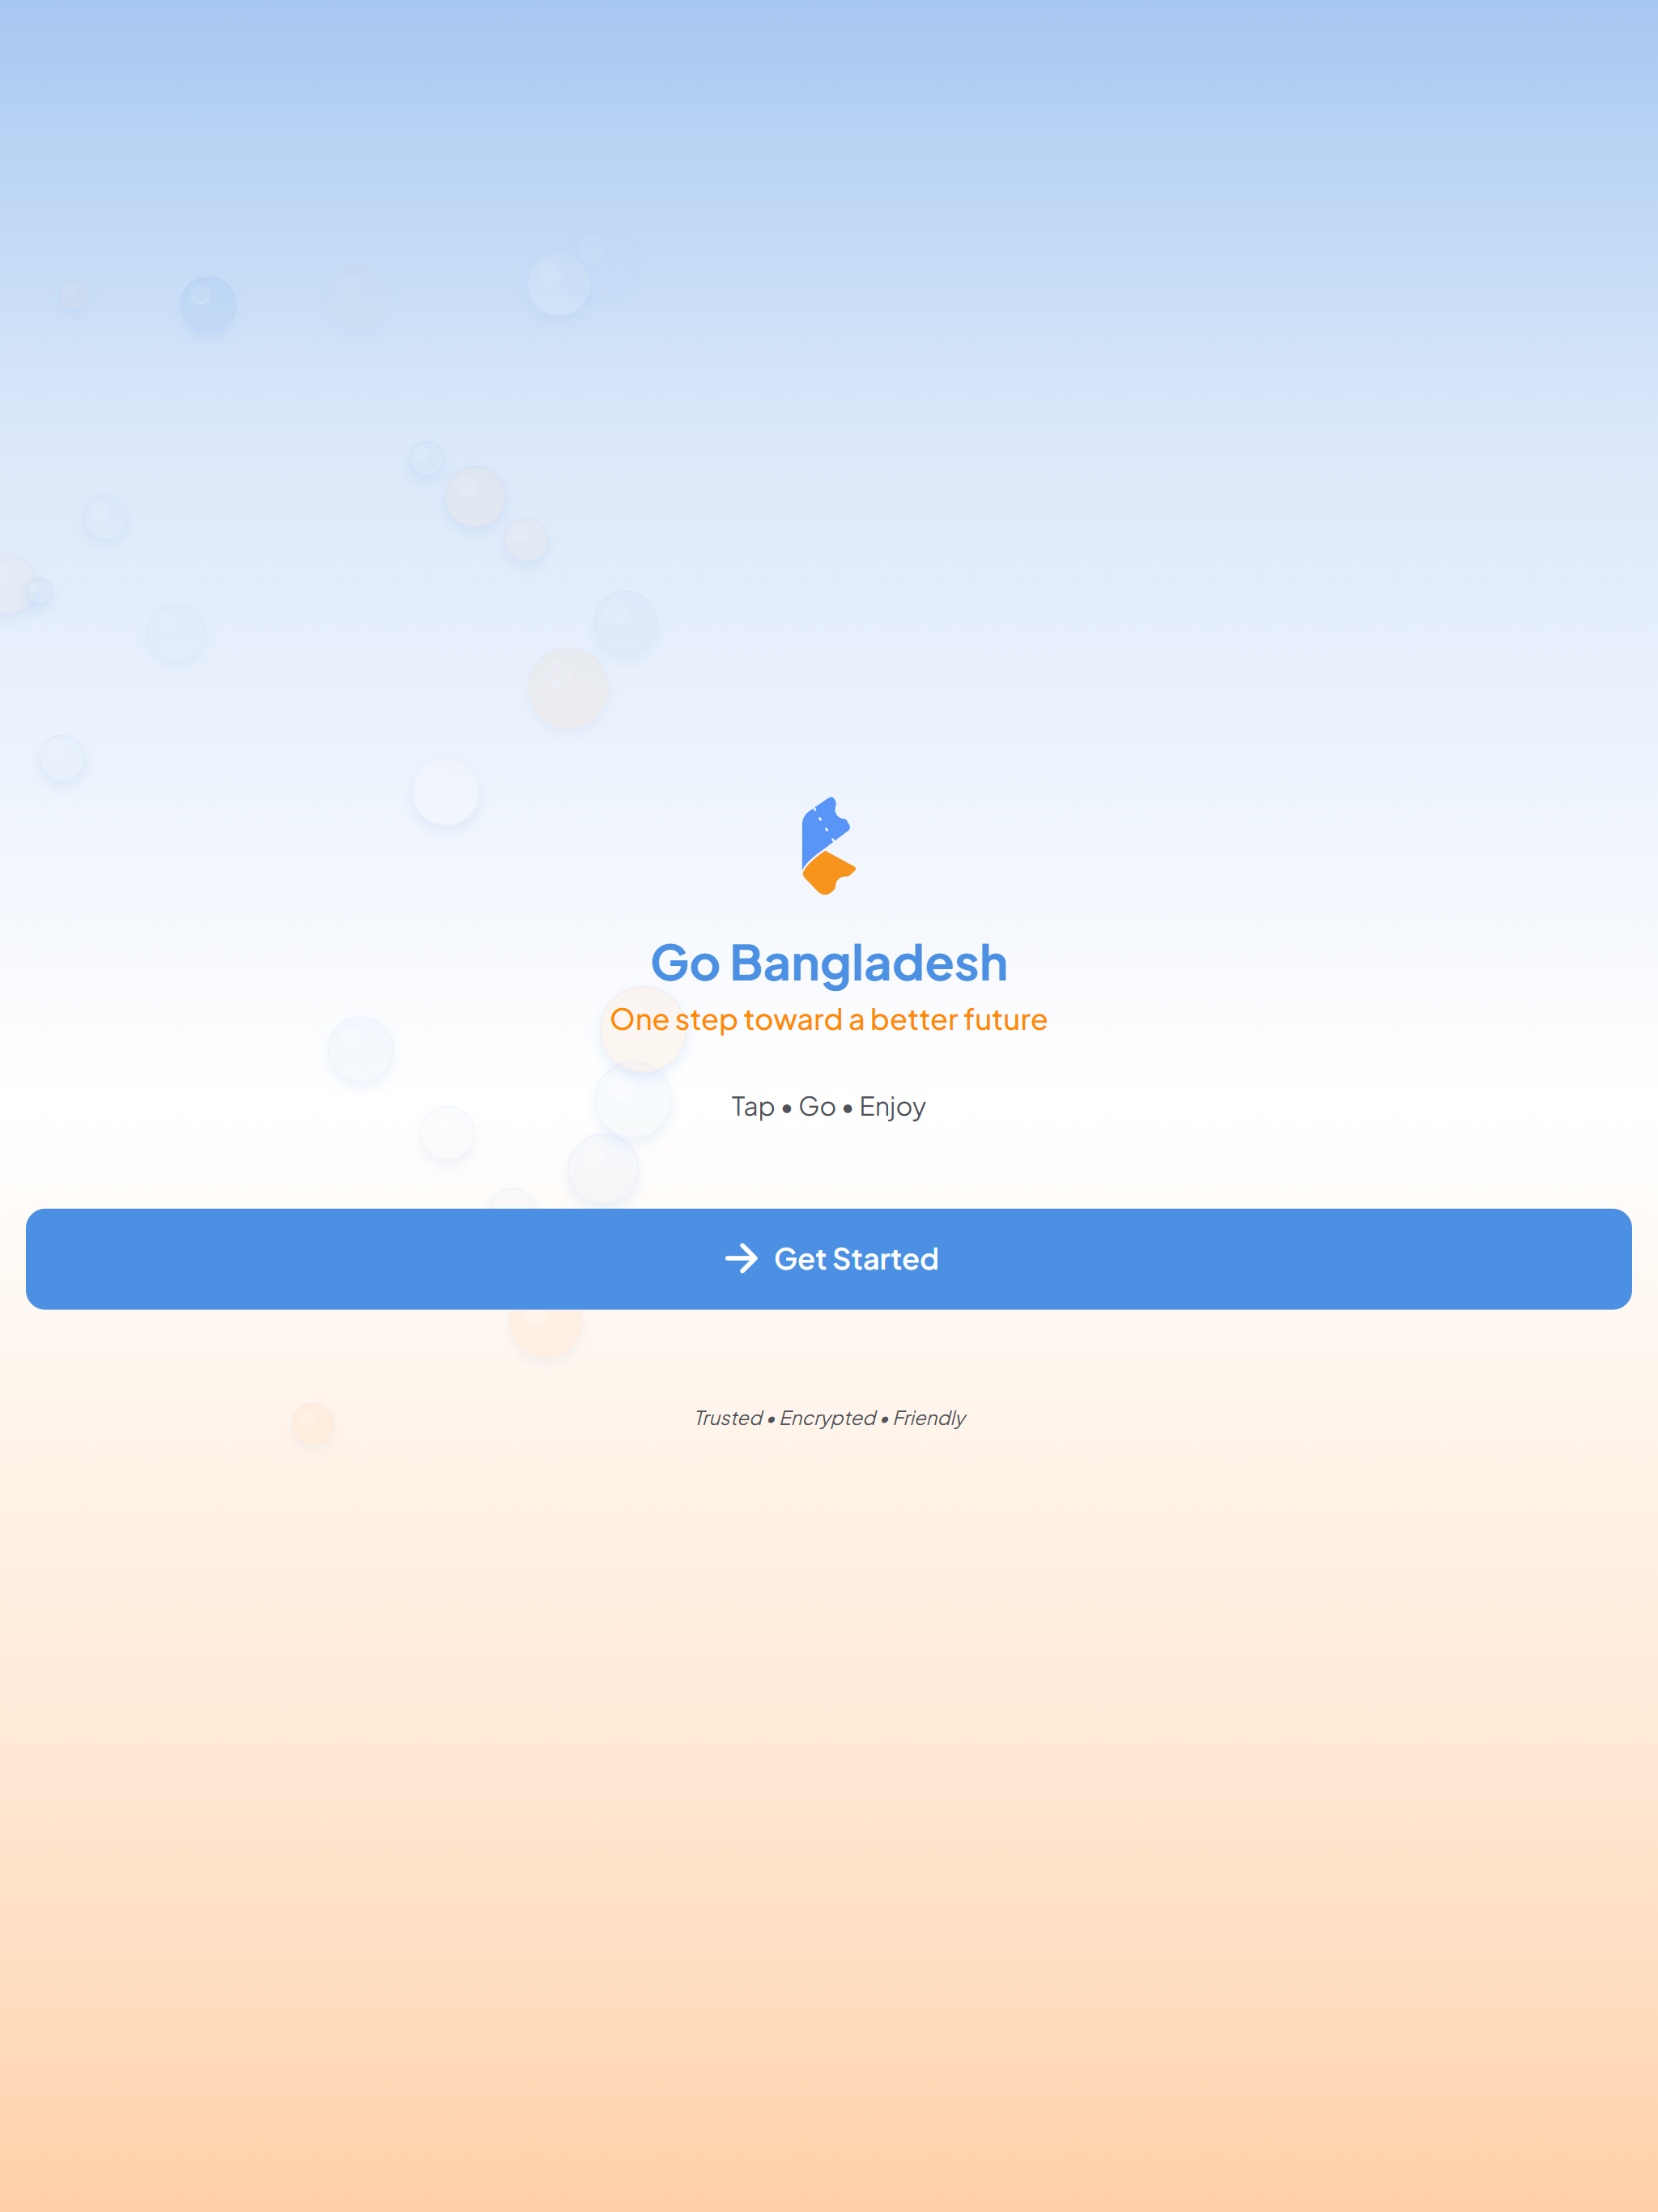 Go Bangladesh
One step toward a better future
Tap • Go • Enjoy
Get Started
Trusted • Encrypted • Friendly